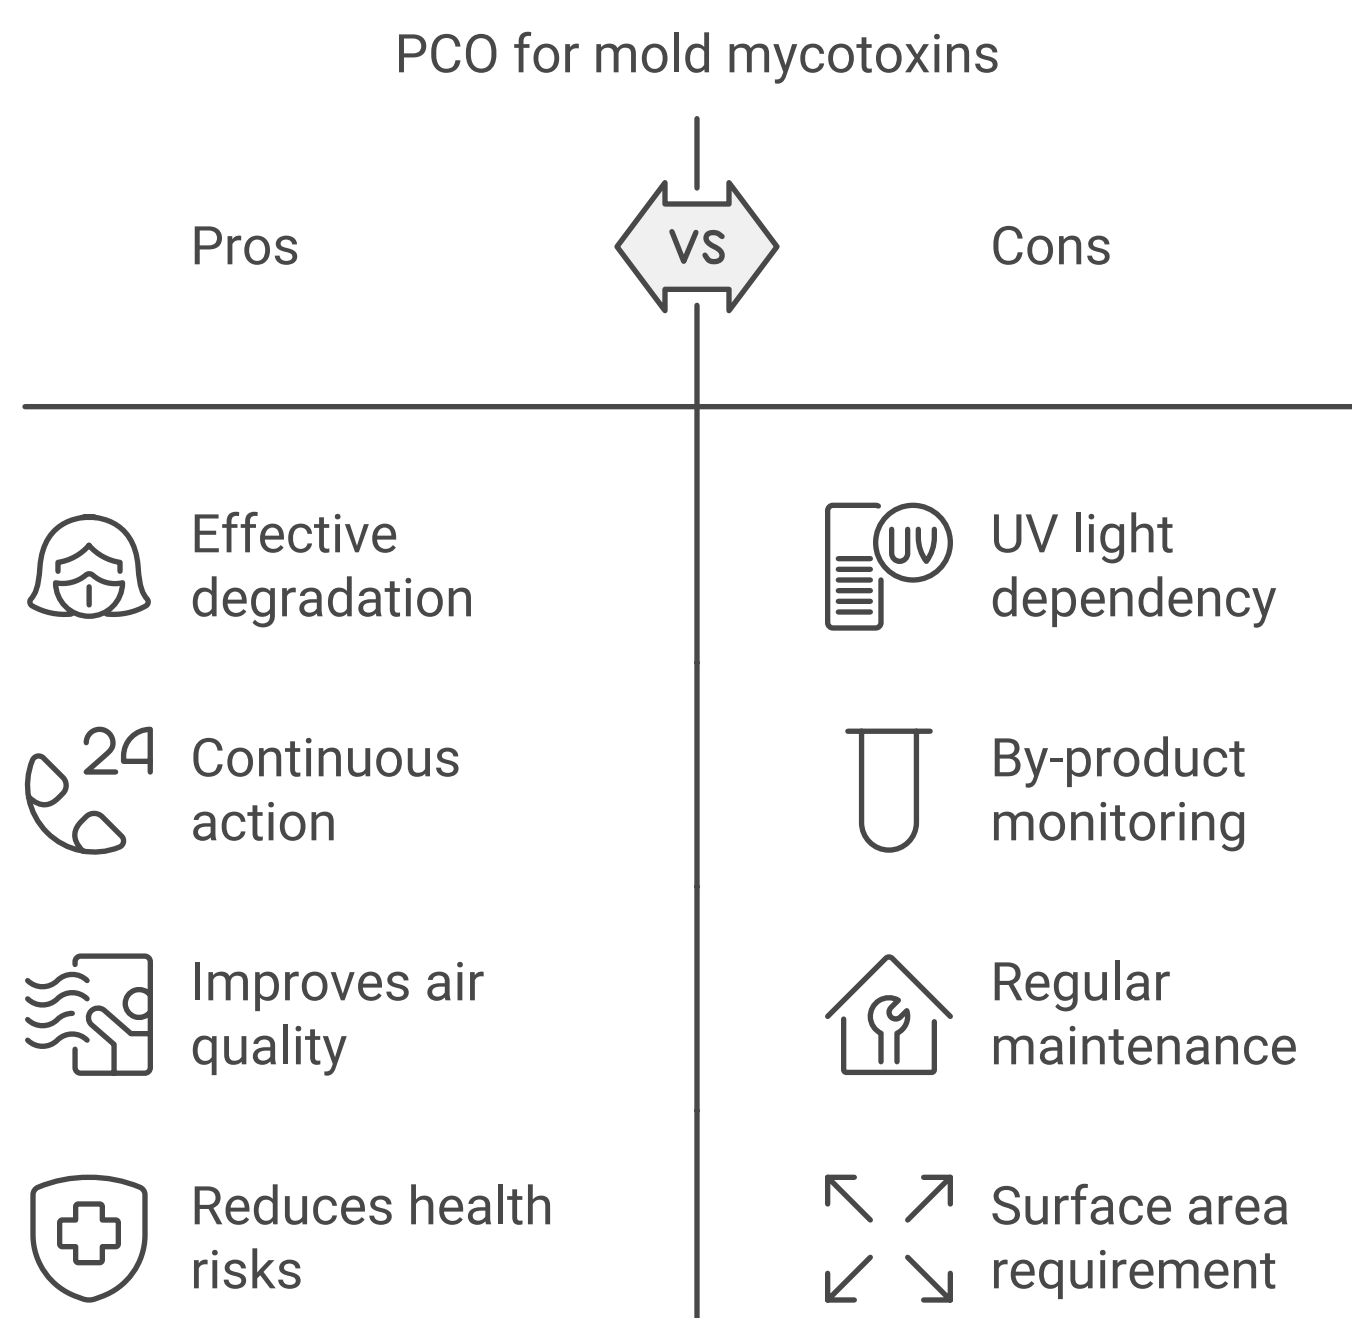 PCO for mold mycotoxins
Pros
VS
Cons
Effective
degradation
UV
UV light
dependency
24
Continuous
action
By-product
monitoring
Improves air
quality
Regular
maintenance
Reduces health
risks
Surface area
requirement